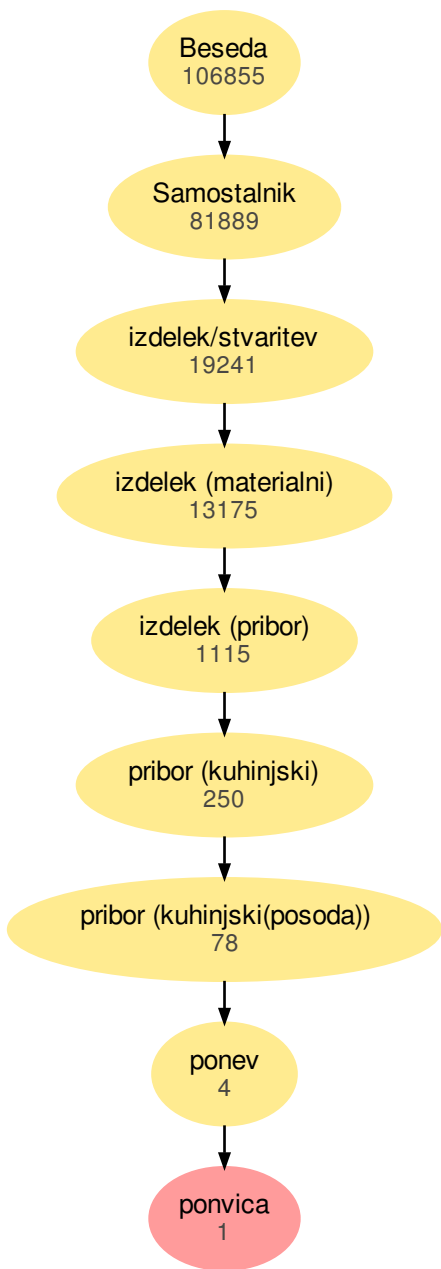 Beseda
106855
Samostalnik
81889
izdelek/stvaritev
19241
izdelek (materialni)
13175
izdelek (pribor)
1115
pribor (kuhinjski)
250
pribor (kuhinjski(posoda))
78
ponev
4
ponvica
1